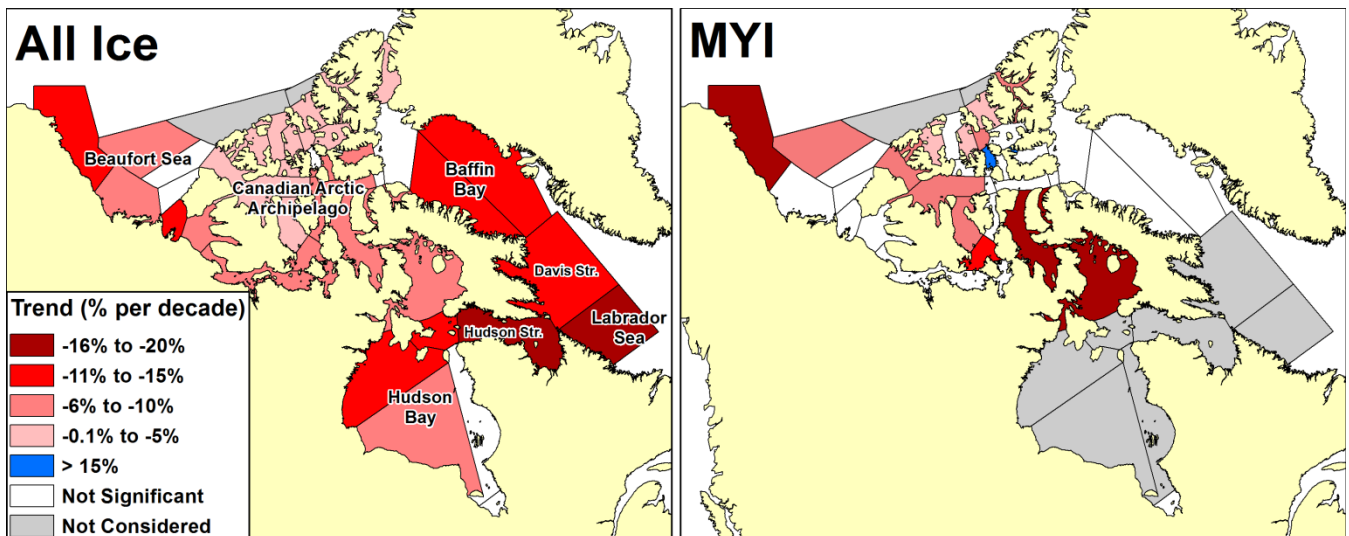 All Ice
Beaufort Sea
Canadian Arctic
Archipelago
Baffin
Bay
Davis Str.
Labrador
Sea
Hudson Str.
Hudson
Bay
Trend (% per decade)
-16% to -20%
-11% to -15%
-6% to -10%
-0.1% to -5%
> 15%
Not Significant
Not Considered
MYI